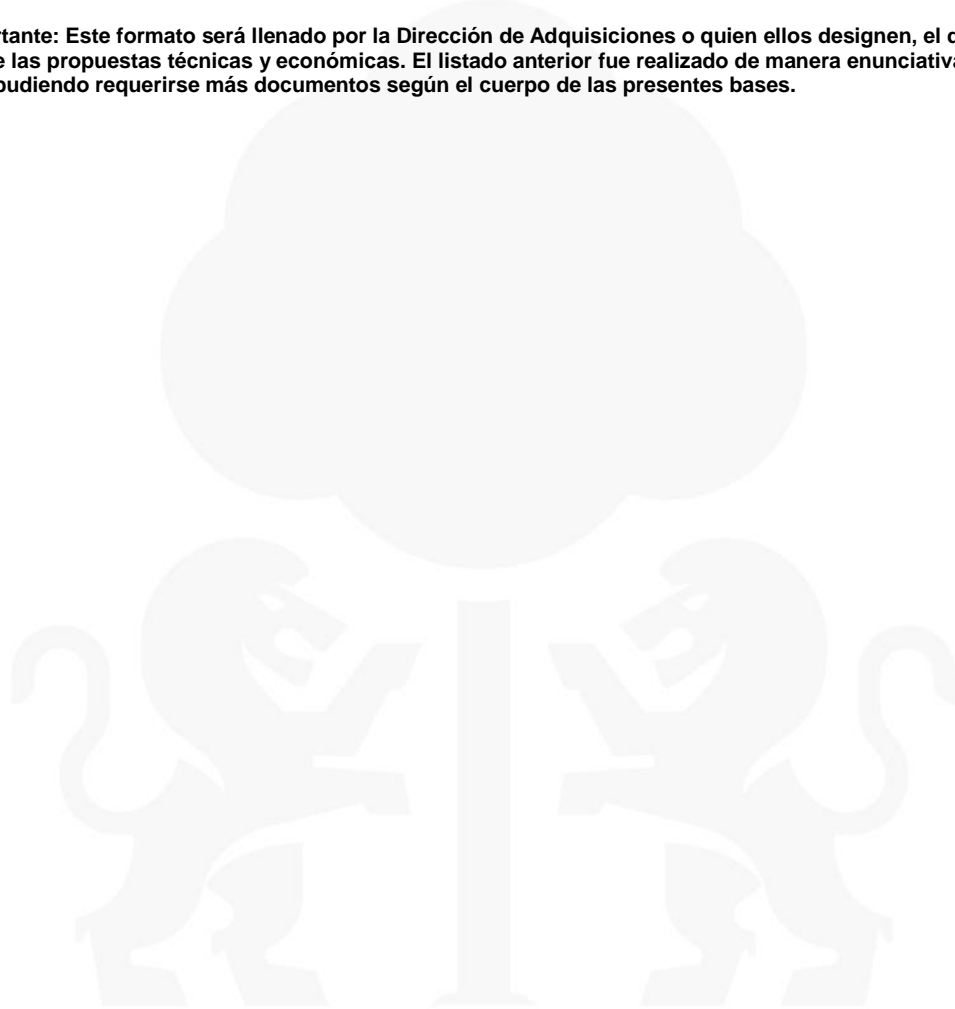 rtante: Este formato será llenado por la Dirección de Adquisiciones o quien ellos designen, el
e las propuestas técnicas y económicas. El listado anterior fue realizado de manera enunciativa
pudiendo requerirse más documentos según el cuerpo de las presentes bases.